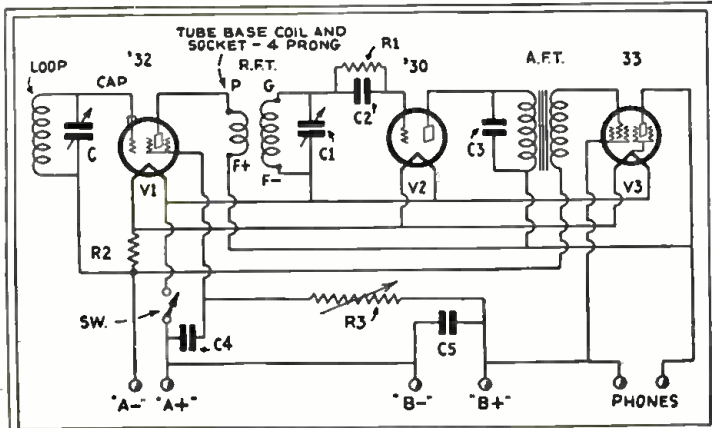 TUBE BASE COIL AND
SOCKET - 4 PRONG
R1
'32
R.F.T.
'30
A.F.T.
33
LOOP
CAP
P
G
C
C2
C1
C3
F+
F-
V1
V2
V3
R2
SW.
R3
C4
C5
"A-"
"A+"
"B-"
"B+"
PHONES